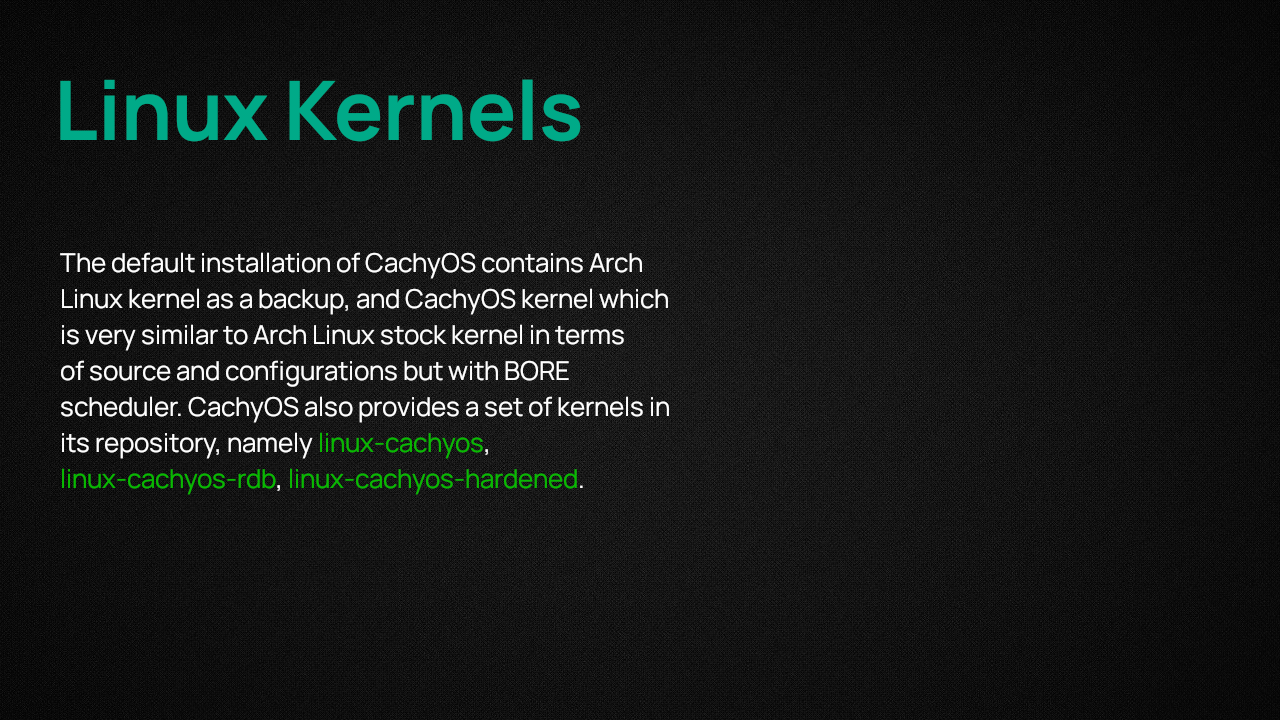 Linux Kernels
The default installation of CachyOS contains Arch
Linux kernel as a backup, and CachyOS kernel which
is very similar to Arch Linux stock kernel in terms
of source and configurations but with BORE
scheduler. CachyOS also provides a set of kernels in
its repository, namely linux-cachyos,
linux-cachyos-rdb, linux-cachyos-hardened.